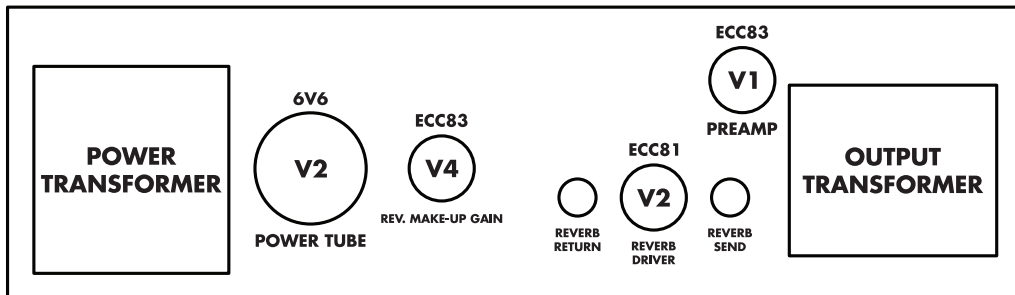 POWER
TRANSFORMER
6V6
V2
POWER TUBE
ECC83
V4
REV. MAKE-UP GAIN
REVERB
RETURN
ECC81
V2
REVERB
DRIVER
REVERB
SEND
ECC83
V1
PREAMP
OUTPUT
TRANSFORMER